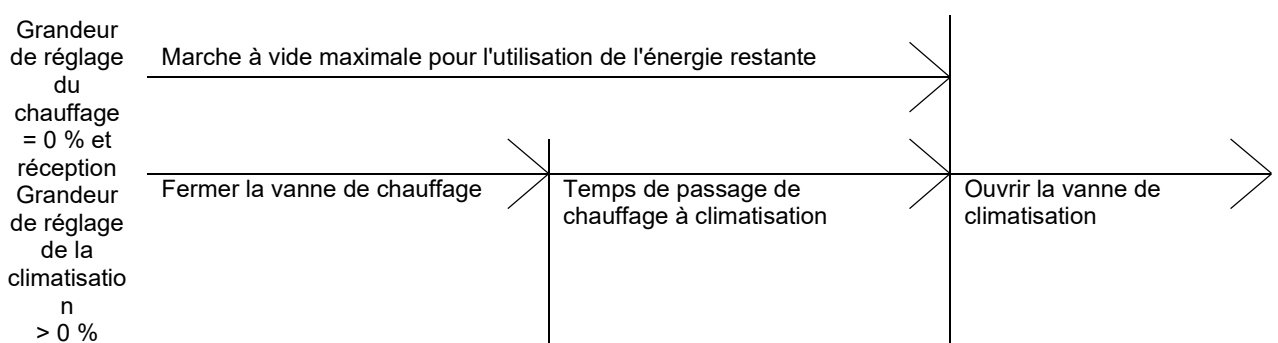 Grandeur
de réglage
du
chauffage
= 0 % et
réception
Grandeur
de réglage
de la
climatisatio
n
> 0 %
Marche à vide maximale pour l'utilisation de l'énergie restante
Fermer la vanne de chauffage
Temps de passage de
chauffage à climatisation
Ouvrir la vanne de
climatisation